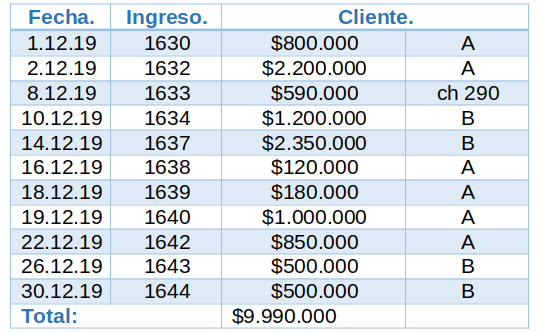 Fecha. Ingreso. Cliente.
1.12.19 1630 $800.000 A
2.12.19 1632 $2.200.000 A
8.12.19 1633 $590.000 ch 290
10.12.19 1634 $1.200.000 B
14.12.19 1637 $2.350.000 B
16.12.19 1638 $120.000 A
18.12.19 1639 $180.000 A
19.12.19 1640 $1.000.000 A
22.12.19 1642 $850.000 A
26.12.19 1643 $500.000 B
30.12.19 1644 $500.000 B
Total: $9.990.000